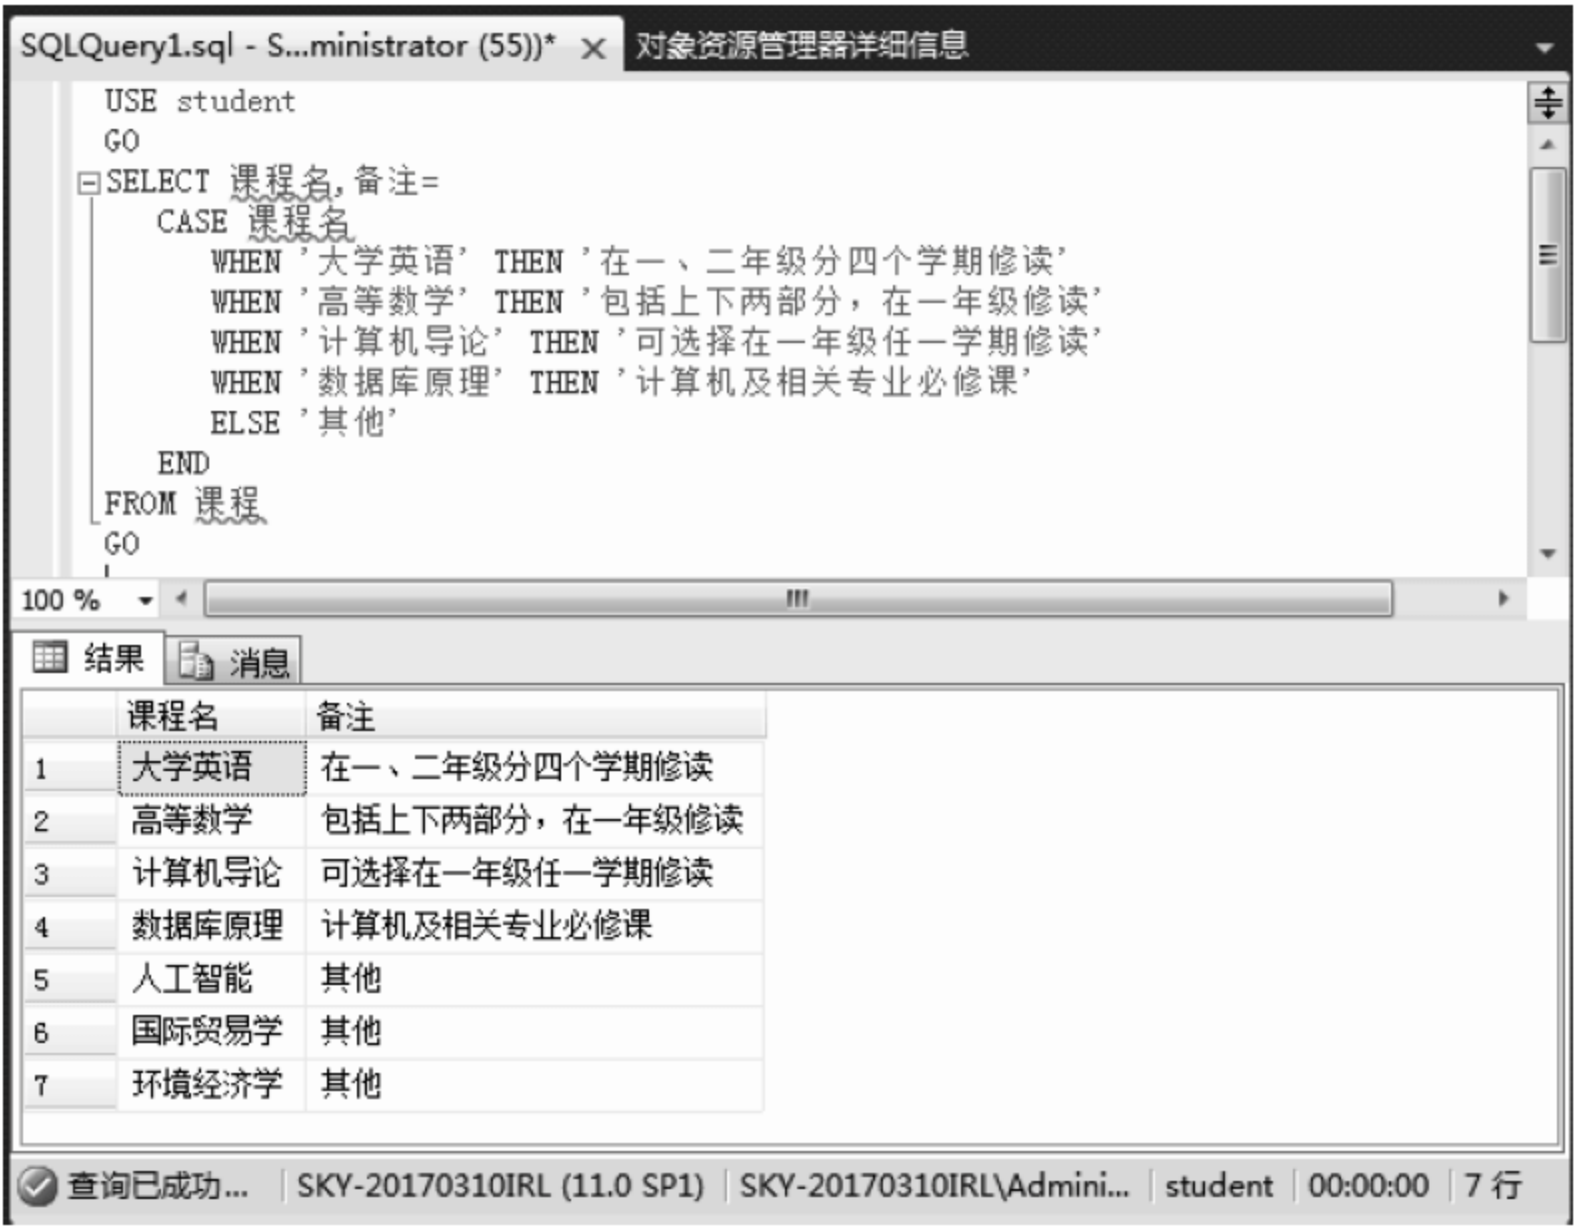 SQLQuery1.sql - S...ministrator (55))* 对象资源管理器详细信息
USE student
GO
SELECT 课程名,备注=
CASE 课程名
WHEN '大学英语' THEN '在一、二年级分四个学期修读'
WHEN '高等数学' THEN '包括上下两部分，在一年级修读'
WHEN '计算机导论' THEN '可选择在一年级任一学期修读'
WHEN '数据库原理' THEN '计算机及相关专业必修课'
ELSE '其他'
END
FROM 课程
GO
100 %
结果 消息
课程名 备注
1 大学英语 在一、二年级分四个学期修读
2 高等数学 包括上下两部分，在一年级修读
3 计算机导论 可选择在一年级任一学期修读
4 数据库原理 计算机及相关专业必修课
5 人工智能 其他
6 国际贸易学 其他
7 环境经济学 其他
查询已成功... SKY-20170310IRL (11.0 SP1) SKY-20170310IRL\Admini... student 00:00:00 7 行